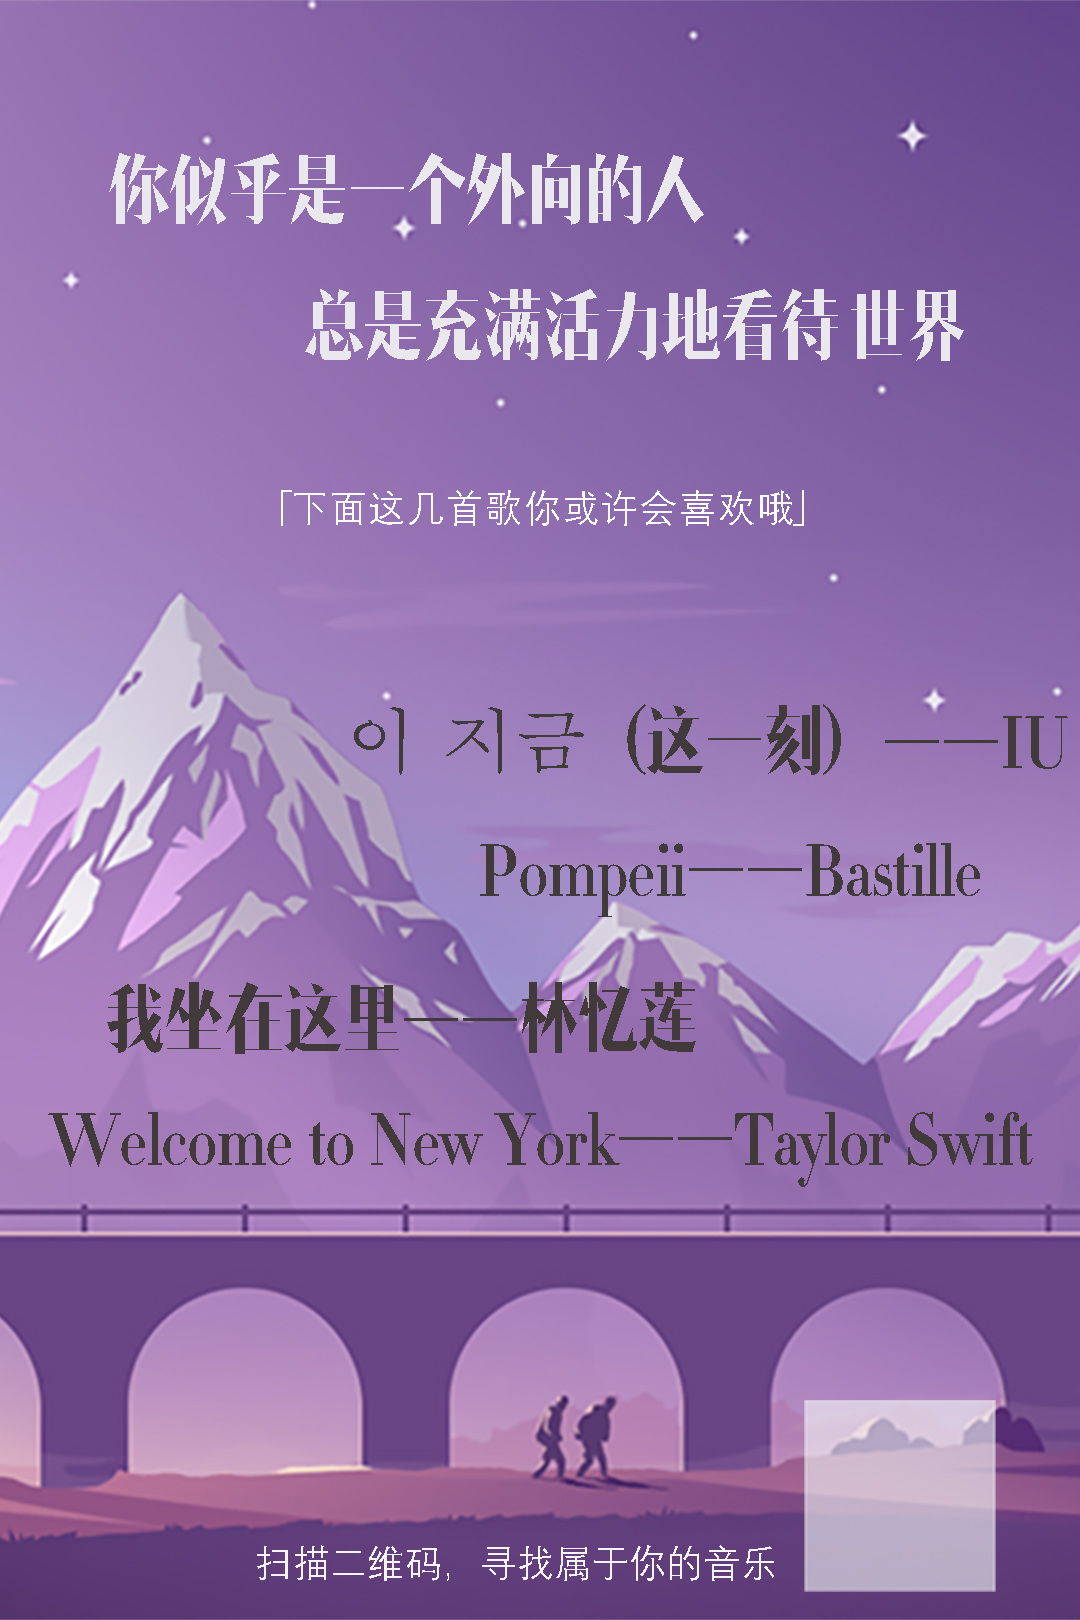 你似乎是一个外向的人
总是充满活力地看待世界
「下面这几首歌你或许会喜欢哦」
이 지금（这一刻）——IU
Pompeii——Bastille
我坐在这里——林忆莲
Welcome to New York——Taylor Swift
扫描二维码，寻找属于你的音乐